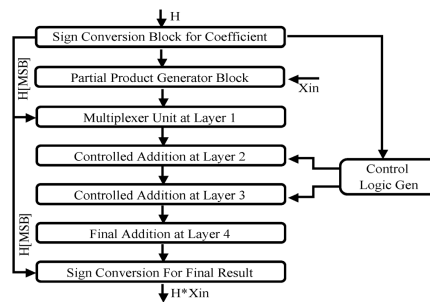 H
Sign Conversion Block for Coefficient
H[MSB]
Partial Product Generator Block
Xin
Multiplexer Unit at Layer 1
Controlled Addition at Layer 2
Control
Logic Gen
Controlled Addition at Layer 3
H[MSB]
Final Addition at Layer 4
Sign Conversion For Final Result
H*Xin